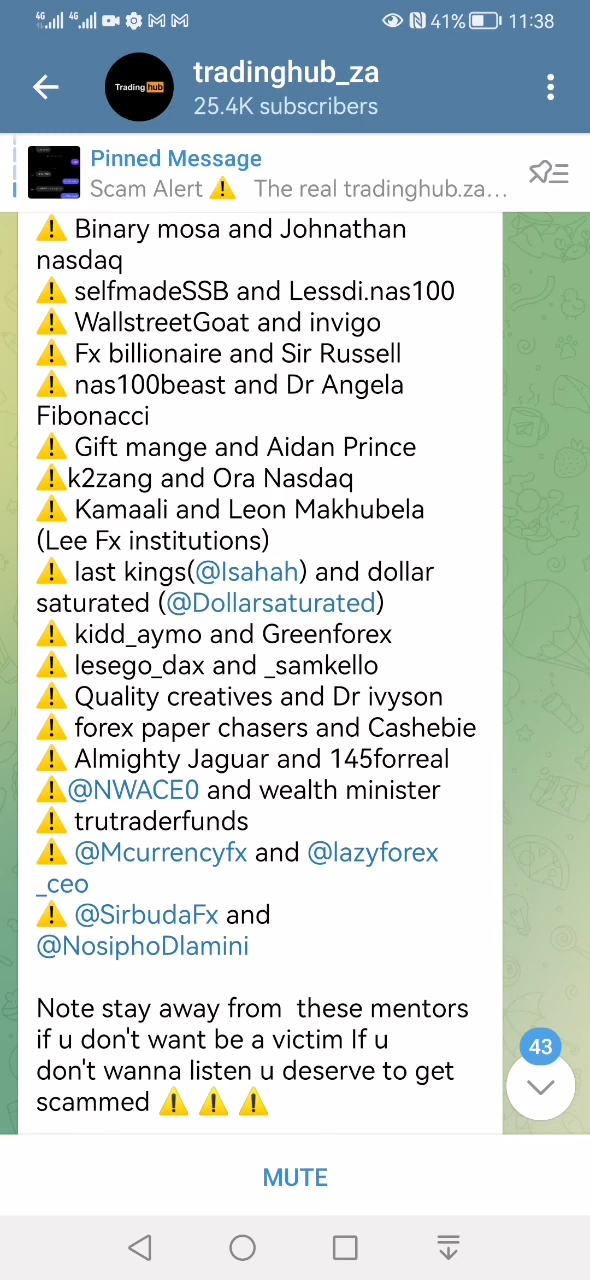 4G 4G 41% 11:38
Trading hub
tradinghub_za
25.4K subscribers
Pinned Message
Scam Alert ⚠️ The real tradinghub.za...
⚠️ Binary mosa and Johnathan
nasdaq
⚠️ selfmadeSSB and Lessdi.nas100
⚠️ WallstreetGoat and invigo
⚠️ Fx billionaire and Sir Russell
⚠️ nas100beast and Dr Angela
Fibonacci
⚠️ Gift mange and Aidan Prince
⚠️k2zang and Ora Nasdaq
⚠️ Kamaali and Leon Makhubela
(Lee Fx institutions)
⚠️ last kings(@Isahah) and dollar
saturated (@Dollarsaturated)
⚠️ kidd_aymo and Greenforex
⚠️ lesego_dax and _samkello
⚠️ Quality creatives and Dr ivyson
⚠️ forex paper chasers and Cashebie
⚠️ Almighty Jaguar and 145forreal
⚠️@NWACE0 and wealth minister
⚠️ trutraderfunds
⚠️ @Mcurrencyfx and @lazyforex
_ceo
⚠️ @SirbudaFx and
@NosiphoDlamini
Note stay away from  these mentors
if u don't want be a victim If u
don't wanna listen u deserve to get
scammed ⚠️ ⚠️ ⚠️
43
MUTE